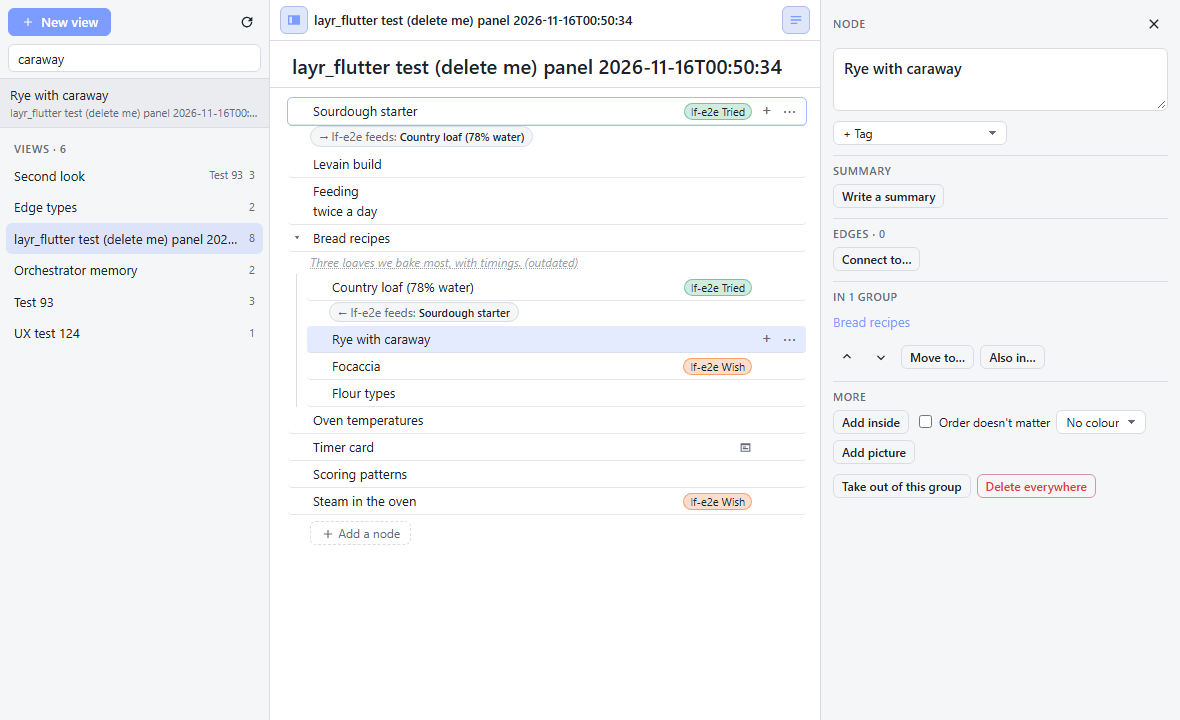 + New view
caraway
Rye with caraway
layr_flutter test (delete me) panel 2026-11-16T00:...
VIEWS · 6
Second look Test 93 3
Edge types 2
layr_flutter test (delete me) panel 202... 8
Orchestrator memory 2
Test 93 3
UX test 124 1
layr_flutter test (delete me) panel 2026-11-16T00:50:34
layr_flutter test (delete me) panel 2026-11-16T00:50:34
Sourdough starter lf-e2e Tried + ...
→ lf-e2e feeds: Country loaf (78% water)
Levain build
Feeding
twice a day
Bread recipes
Three loaves we bake most, with timings. (outdated)
Country loaf (78% water) lf-e2e Tried
← lf-e2e feeds: Sourdough starter
Rye with caraway + ...
Focaccia lf-e2e Wish
Flour types
Oven temperatures
Timer card
Scoring patterns
Steam in the oven lf-e2e Wish
+ Add a node
NODE
Rye with caraway
+ Tag
SUMMARY
Write a summary
EDGES · 0
Connect to...
IN 1 GROUP
Bread recipes
Move to... Also in...
MORE
Add inside Order doesn't matter No colour
Add picture
Take out of this group Delete everywhere